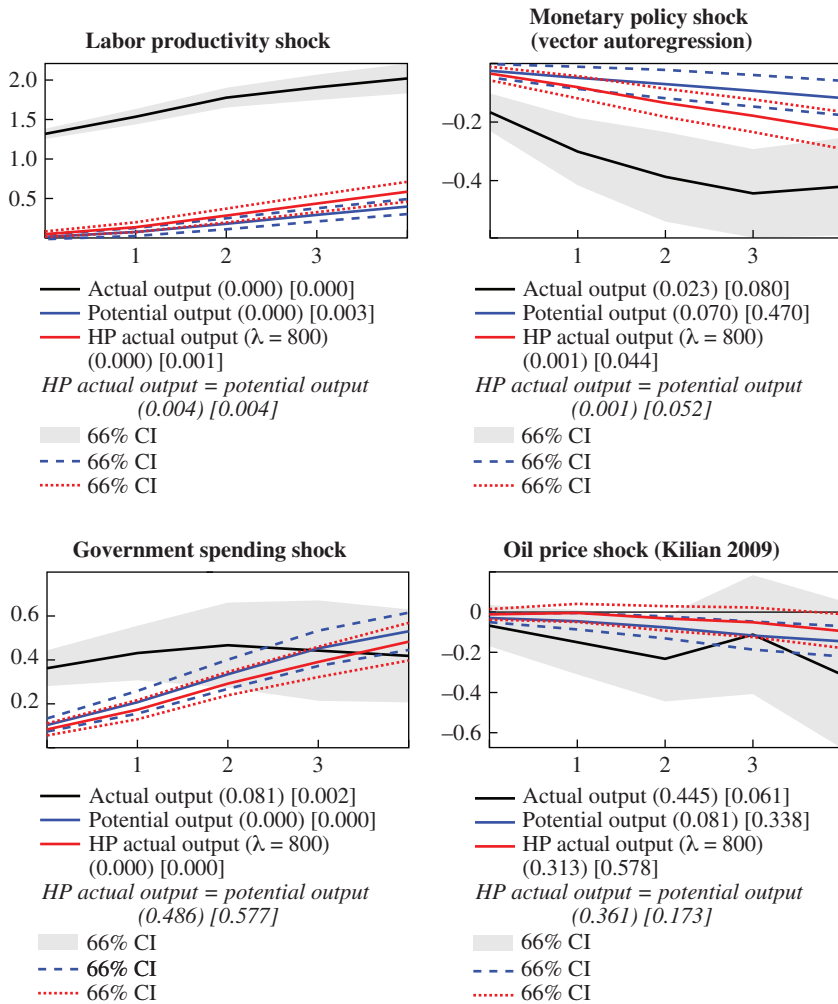 Labor productivity shock
2.0
1.5
1.0
0.5
1 2 3
Actual output (0.000) [0.000]
Potential output (0.000) [0.003]
HP actual output (λ = 800)
(0.000) [0.001]
HP actual output = potential output
(0.004) [0.004]
66% CI
66% CI
66% CI
Monetary policy shock
(vector autoregression)
−0.2
−0.4
1 2 3
Actual output (0.023) [0.080]
Potential output (0.070) [0.470]
HP actual output (λ = 800)
(0.001) [0.044]
HP actual output = potential output
(0.001) [0.052]
66% CI
66% CI
66% CI
Government spending shock
0.6
0.4
0.2
1 2 3
Actual output (0.081) [0.002]
Potential output (0.000) [0.000]
HP actual output (λ = 800)
(0.000) [0.000]
HP actual output = potential output
(0.486) [0.577]
66% CI
66% CI
66% CI
Oil price shock (Kilian 2009)
0
−0.2
−0.4
−0.6
1 2 3
Actual output (0.445) [0.061]
Potential output (0.081) [0.338]
HP actual output (λ = 800)
(0.313) [0.578]
HP actual output = potential output
(0.361) [0.173]
66% CI
66% CI
66% CI